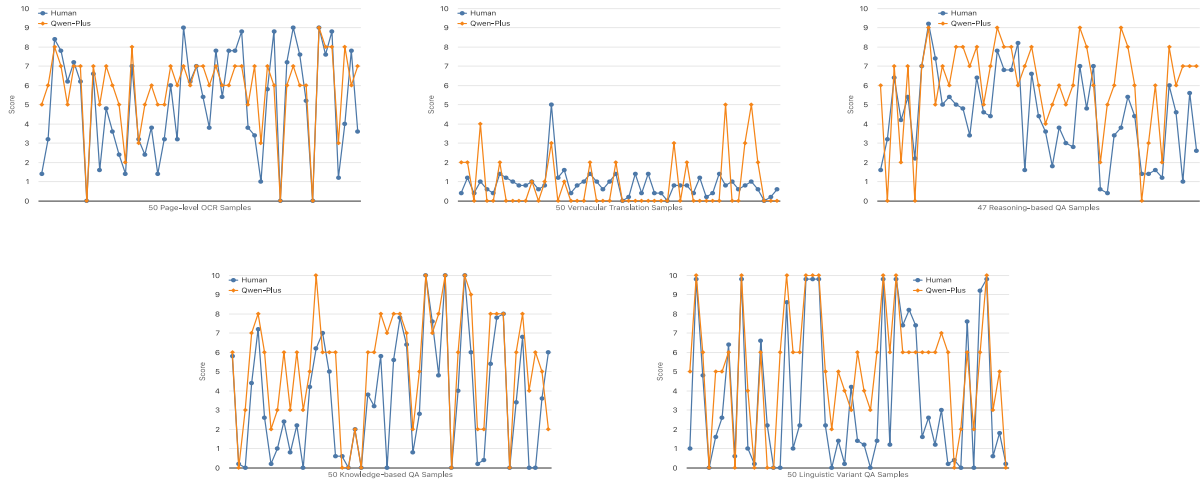 Human
Qwen-Plus
10
9
8
7
6
5
4
3
2
1
0
Score
50 Page-level OCR Samples
Human
Qwen-Plus
10
9
8
7
6
5
4
3
2
1
0
Score
50 Vernacular Translation Samples
Human
Qwen-Plus
10
9
8
7
6
5
4
3
2
1
0
Score
47 Reasoning-based QA Samples
Human
Qwen-Plus
10
9
8
7
6
5
4
3
2
1
0
Score
50 Knowledge-based QA Samples
Human
Qwen-Plus
10
9
8
7
6
5
4
3
2
1
0
Score
50 Linguistic Variant QA Samples